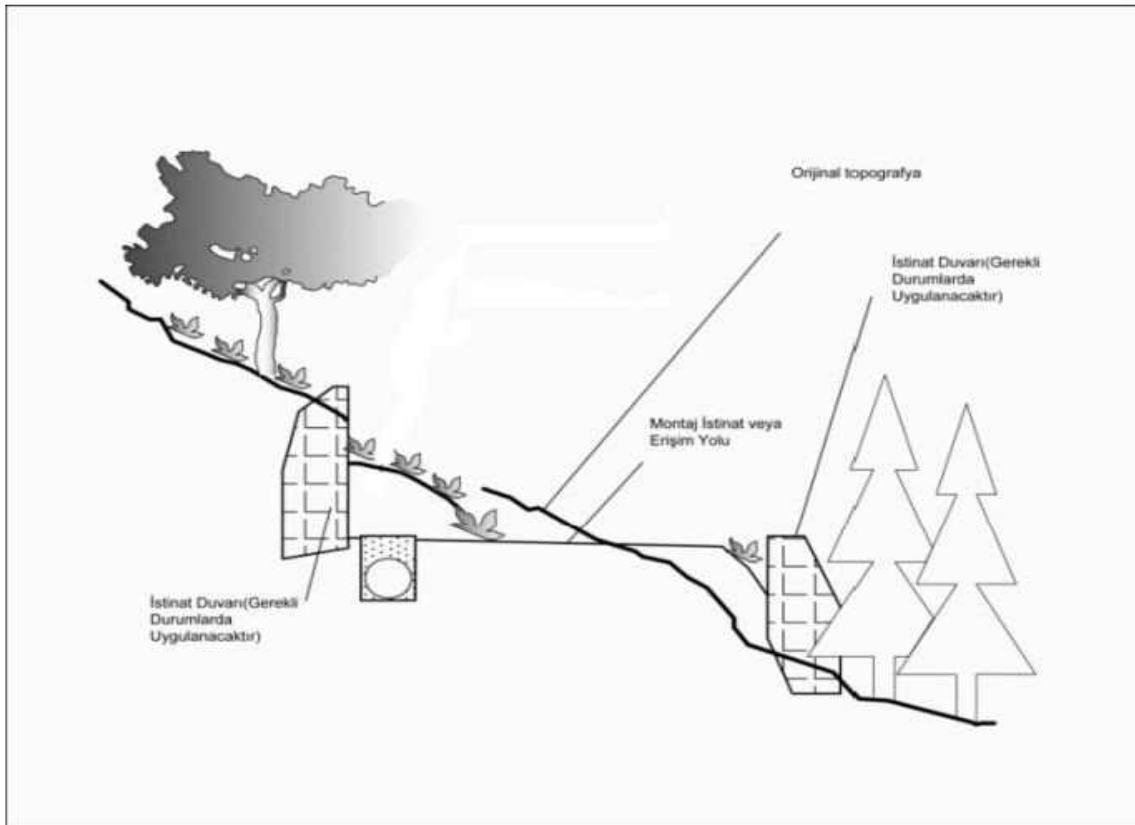 Orijinal topografya
İstinat Duvarı(Gerekli
Durumlarda
Uygulanacaktır)
Montaj İstinat veya
Erişim Yolu
İstinat Duvarı(Gerekli
Durumlarda
Uygulanacaktır)